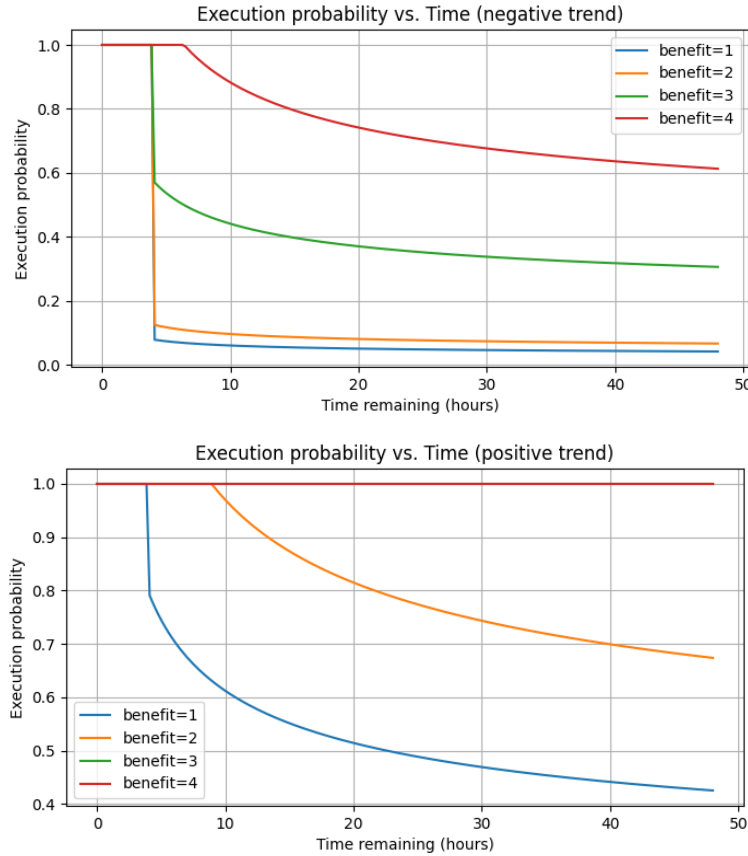 Execution probability vs. Time (negative trend)
1.0
0.8
0.6
0.4
0.2
0.0
Execution probability
benefit=1
benefit=2
benefit=3
benefit=4
0 10 20 30 40 50
Time remaining (hours)
Execution probability vs. Time (positive trend)
1.0
0.9
0.8
0.7
0.6
0.5
0.4
Execution probability
benefit=1
benefit=2
benefit=3
benefit=4
0 10 20 30 40 50
Time remaining (hours)